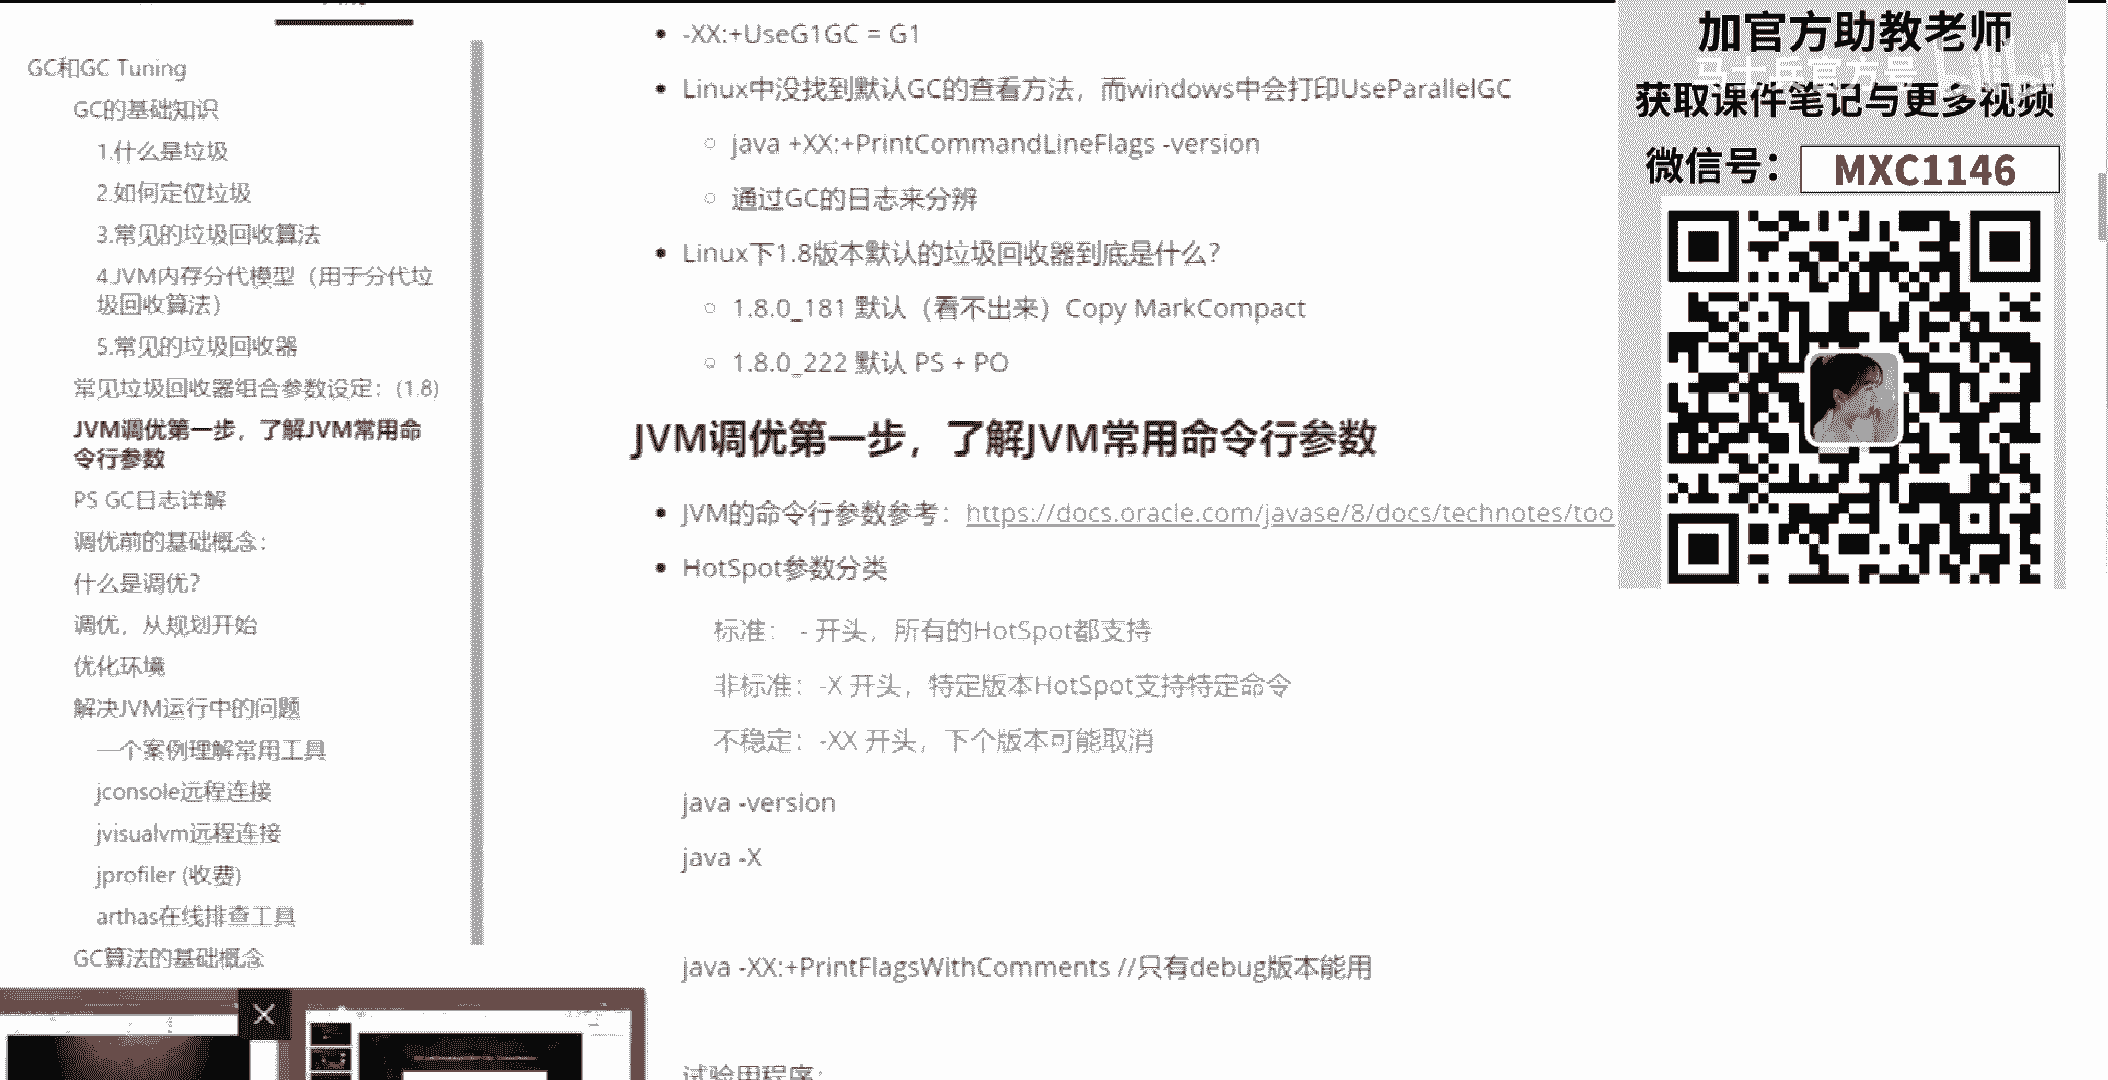 GC和GC Tuning
GC的基础知识
1.什么是垃圾
2.如何定位垃圾
3.常见的垃圾回收算法
4.JVM内存分代模型（用于分代垃
圾回收算法）
5.常见的垃圾回收器
常见垃圾回收器组合参数设定：(1.8)
JVM调优第一步，了解JVM常用命
令行参数
PS GC日志详解
调优前的基础概念：
什么是调优？
调优，从规划开始
优化环境
解决JVM运行中的问题
一个案例理解常用工具
jconsole远程连接
jvisualvm远程连接
jprofiler (收费)
arthas在线排查工具
GC算法的基础概念
-XX:+UseG1GC = G1
Linux中没找到默认GC的查看方法，而windows中会打印UseParallelGC
java +XX:+PrintCommandLineFlags -version
通过GC的日志来分辨
Linux下1.8版本默认的垃圾回收器到底是什么？
1.8.0_181 默认（看不出来）Copy MarkCompact
1.8.0_222 默认 PS + PO
JVM调优第一步，了解JVM常用命令行参数
JVM的命令行参数参考：https://docs.oracle.com/javase/8/docs/technotes/too
HotSpot参数分类
标准： - 开头，所有的HotSpot都支持
非标准：-X 开头，特定版本HotSpot支持特定命令
不稳定：-XX 开头，下个版本可能取消
java -version
java -X
java -XX:+PrintFlagsWithComments //只有debug版本能用
试验用程序：
加官方助教老师
马士兵官方号
获取课件笔记与更多视频
微信号：MXC1146